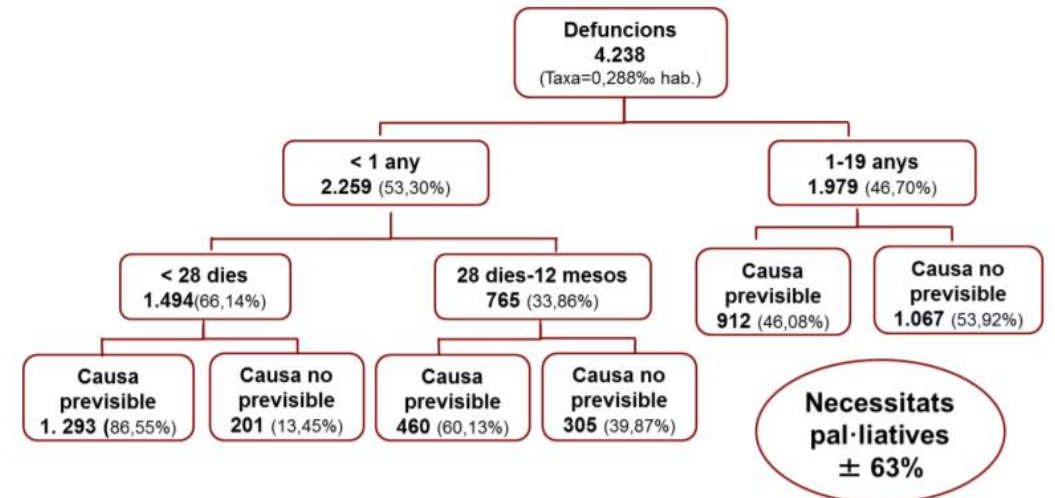 Defuncions
4.238
(Taxa=0,288‰ hab.)
< 1 any
2.259 (53,30%)
1-19 anys
1.979 (46,70%)
< 28 dies
1.494(66,14%)
28 dies-12 mesos
765 (33,86%)
Causa
previsible
912 (46,08%)
Causa no
previsible
1.067 (53,92%)
Causa
previsible
1. 293 (86,55%)
Causa no
previsible
201 (13,45%)
Causa
previsible
460 (60,13%)
Causa no
previsible
305 (39,87%)
Necessitats
pal·liatives
± 63%